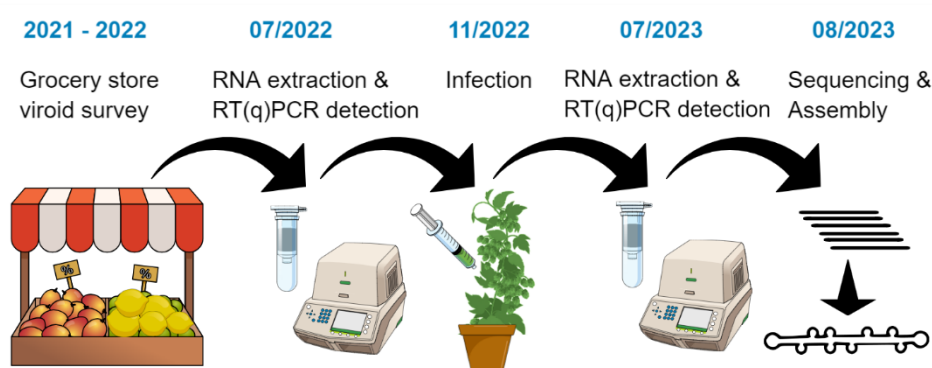 2021 - 2022
07/2022
11/2022
07/2023
08/2023
Grocery store
viroid survey
RNA extraction &
RT(q)PCR detection
Infection
RNA extraction &
RT(q)PCR detection
Sequencing &
Assembly
%
%